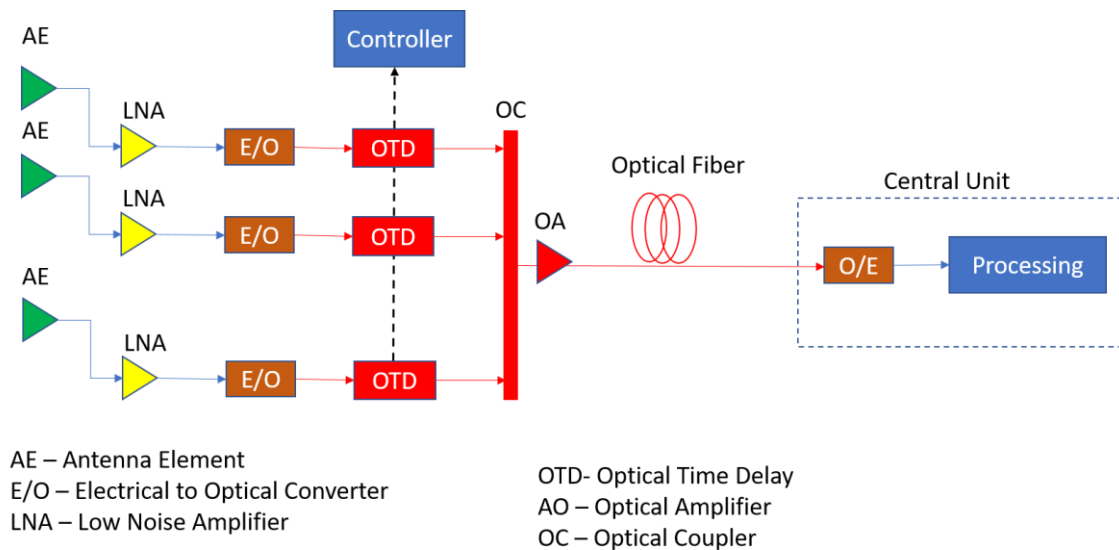 AE
Controller
LNA
OC
AE
E/O
OTD
Optical Fiber
Central Unit
LNA
OA
E/O
OTD
O/E
Processing
AE
LNA
E/O
OTD
AE – Antenna Element
E/O – Electrical to Optical Converter
LNA – Low Noise Amplifier
OTD- Optical Time Delay
AO – Optical Amplifier
OC – Optical Coupler